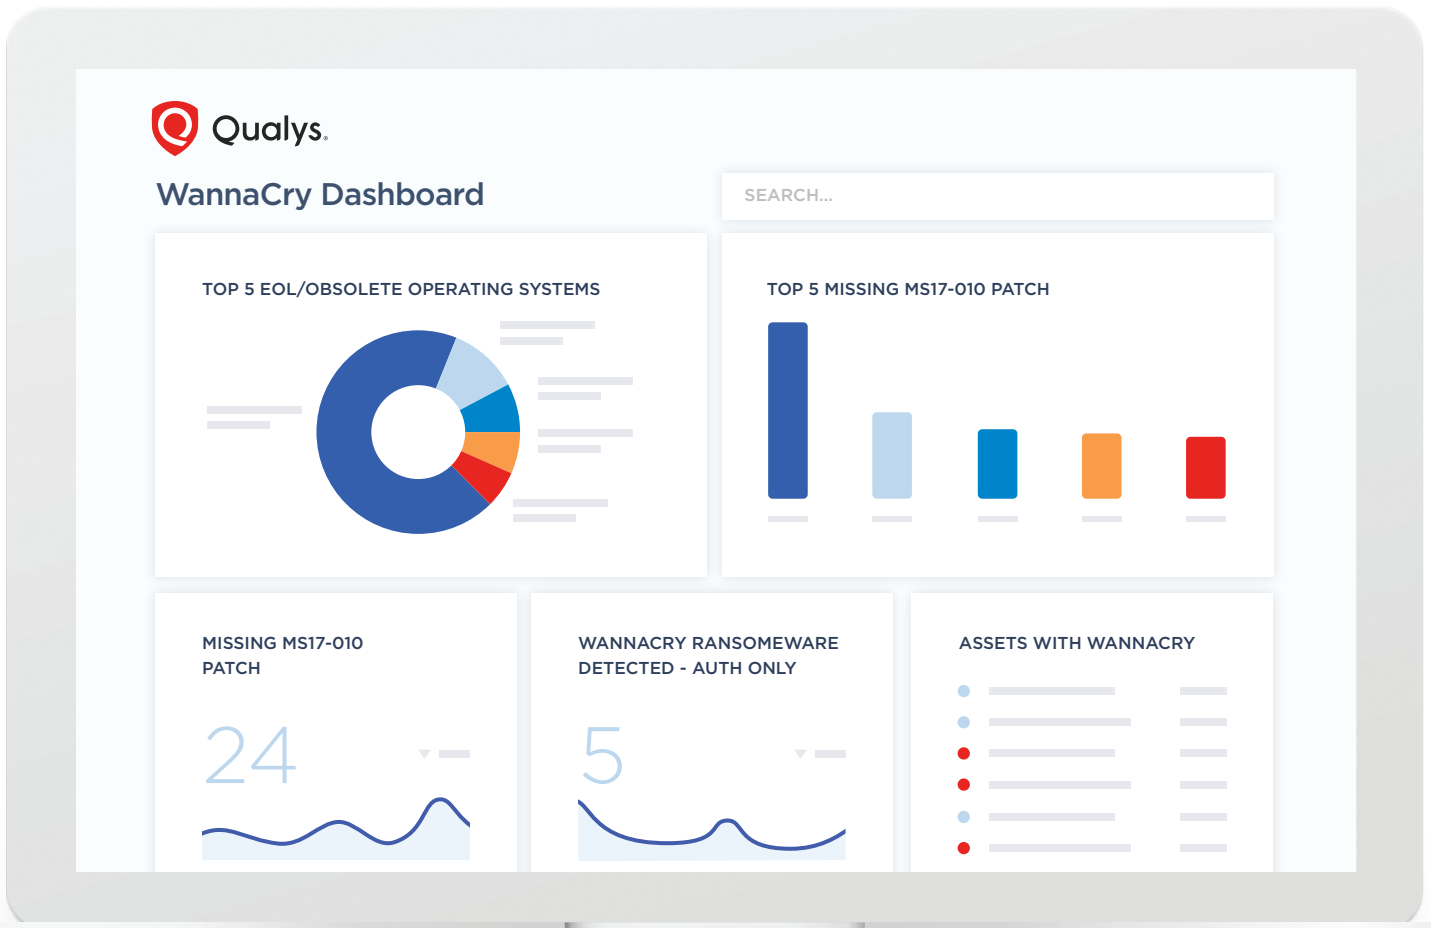 Qualys.
WannaCry Dashboard
SEARCH...
TOP 5 EOL/OBSOLETE OPERATING SYSTEMS
TOP 5 MISSING MS17-010 PATCH
MISSING MS17-010
PATCH
24
WANNACRY RANSOMEWARE
DETECTED - AUTH ONLY
5
ASSETS WITH WANNACRY